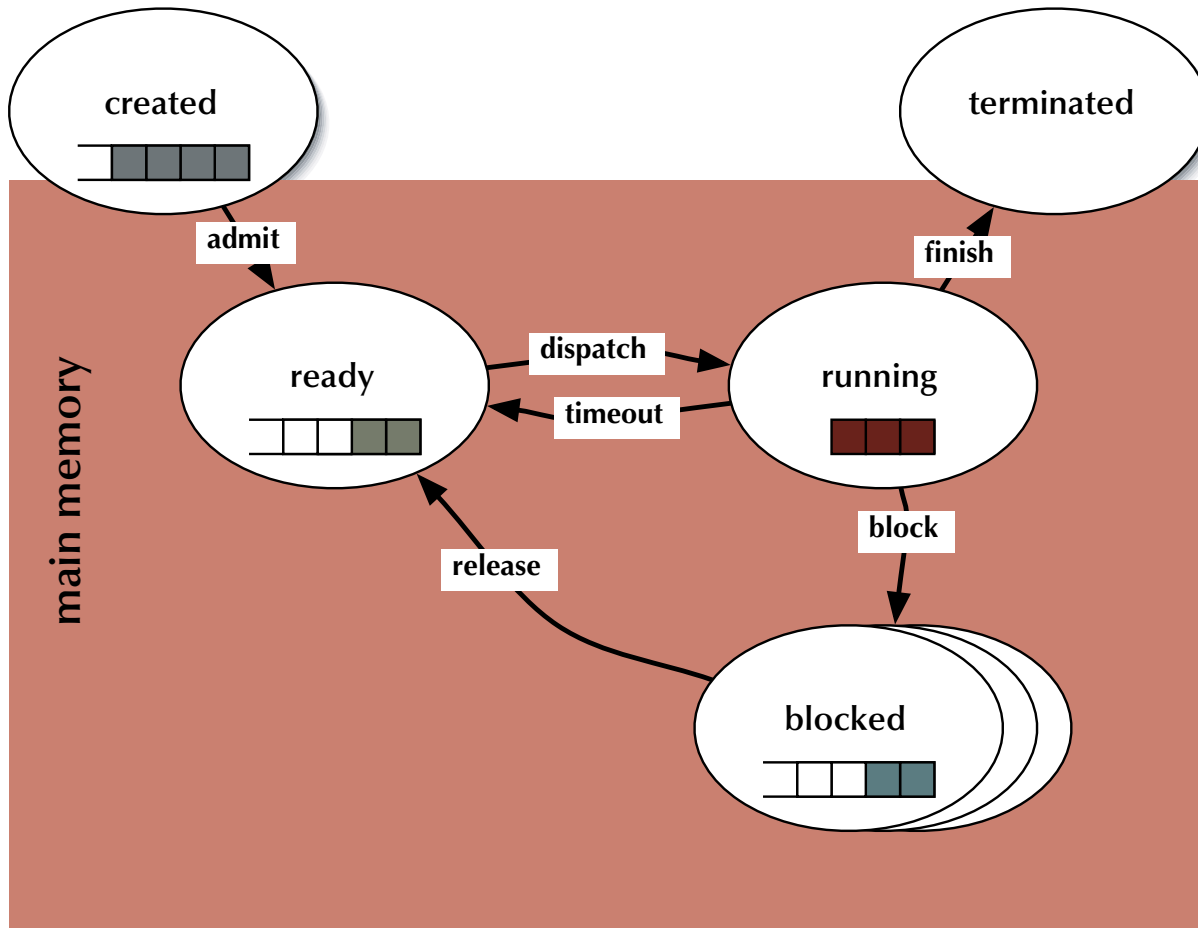 created
terminated
admit
finish
dispatch
ready
running
timeout
main memory
block
release
blocked